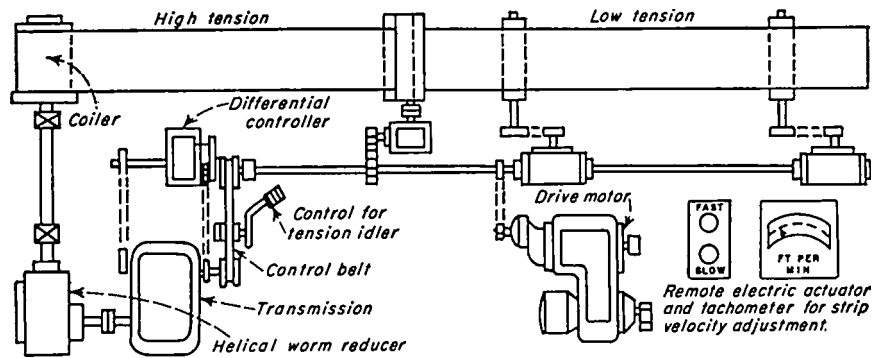 High tension
Low tension
Coiler
Differential
controller
Control for
tension idler
Control belt
Transmission
Helical worm reducer
Drive motor
FAST
SLOW
FT PER
MIN
Remote electric actuator
and tachometer for strip
velocity adjustment.